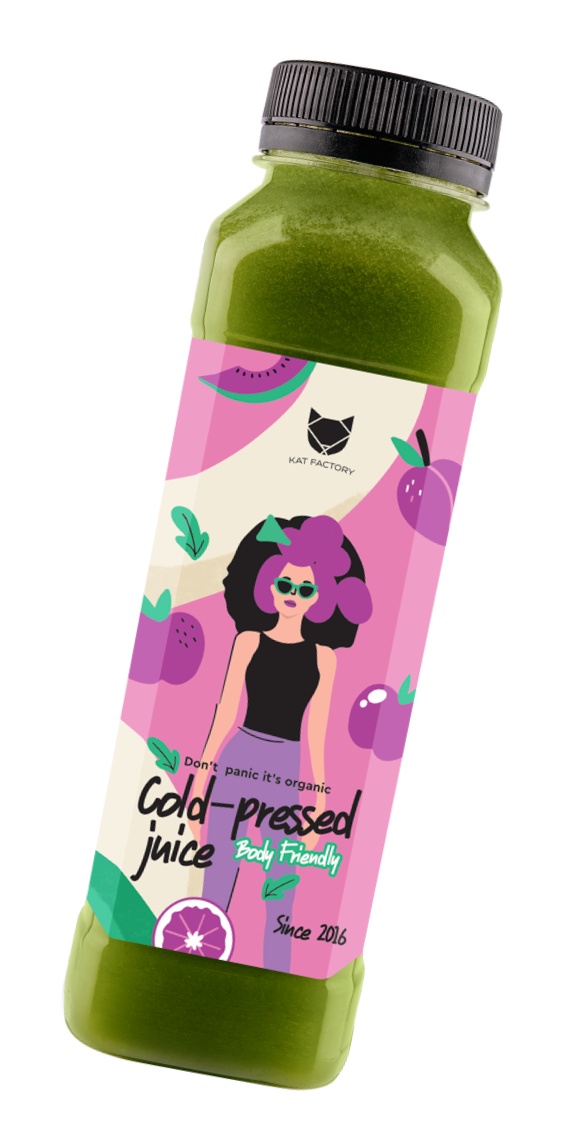 KAT FACTORY
Don't panic it's organic
Cold-pressed
juice
Body Friendly
Since 2016